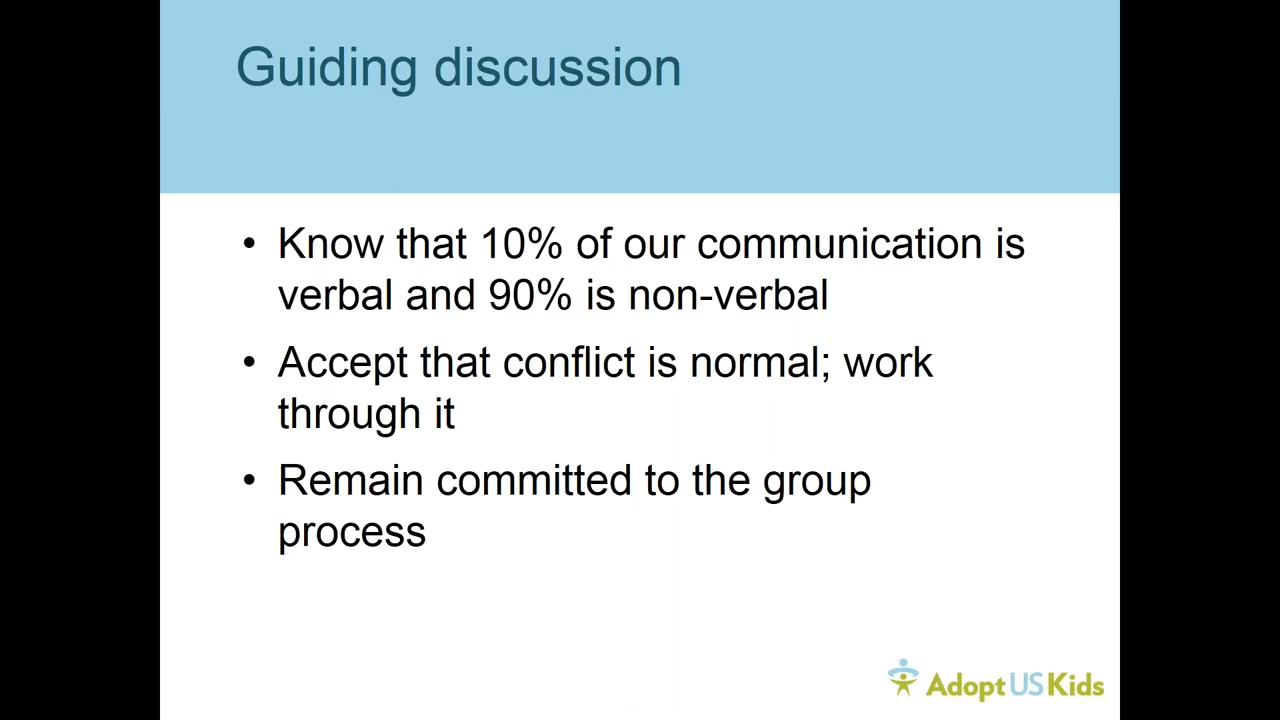 Guiding discussion
• Know that 10% of our communication is
verbal and 90% is non-verbal
• Accept that conflict is normal; work
through it
• Remain committed to the group
process
AdoptUSKids